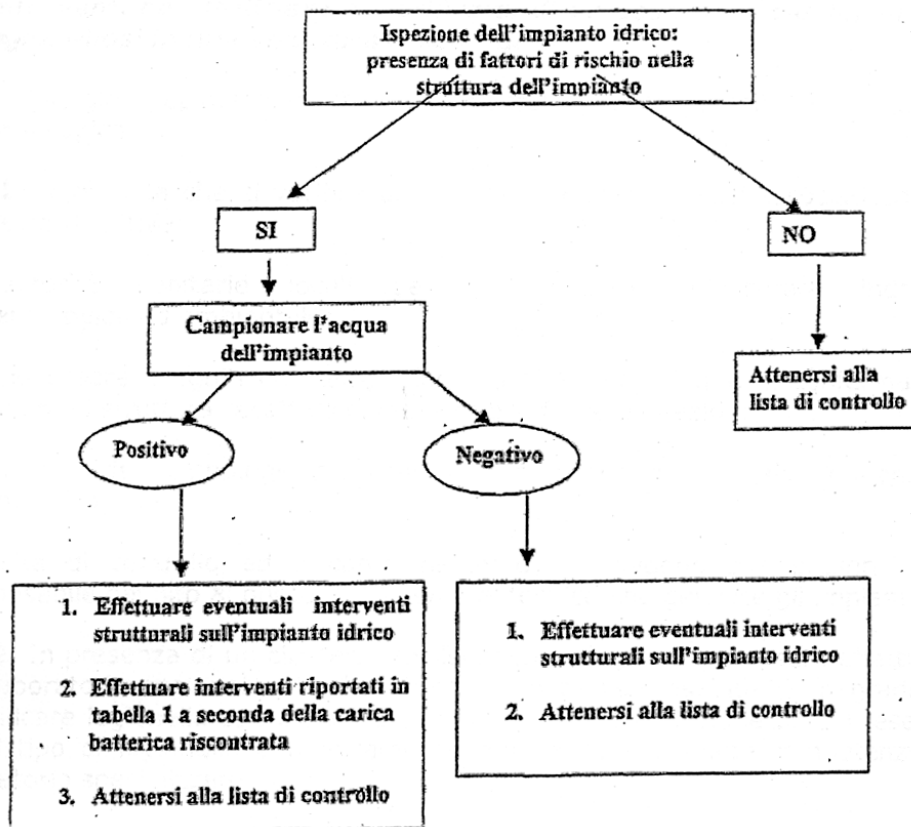 Ispezione dell'impianto idrico:
presenza di fattori di rischio nella
struttura dell'impianto
SI
NO
Campionare l'acqua
dell'impianto
Attenersi alla
lista di controllo
Positivo
Negativo
1. Effettuare eventuali interventi
strutturali sull'impianto idrico
2. Effettuare interventi riportati in
tabella 1 a seconda della carica
batterica riscontrata
3. Attenersi alla lista di controllo
1. Effettuare eventuali interventi
strutturali sull'impianto idrico
2. Attenersi alla lista di controllo